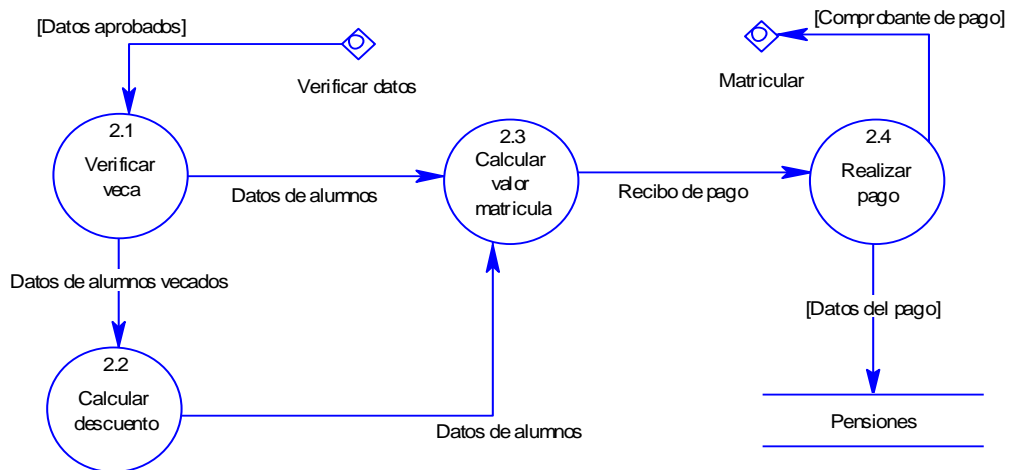 [Datos aprobados]
Verificar datos
[Comprobante de pago]
Matricular
2.1
Verificar
veca
Datos de alumnos
2.3
Calcular
valor
matricula
Recibo de pago
2.4
Realizar
pago
Datos de alumnos vecados
[Datos del pago]
2.2
Calcular
descuento
Datos de alumnos
Pensiones